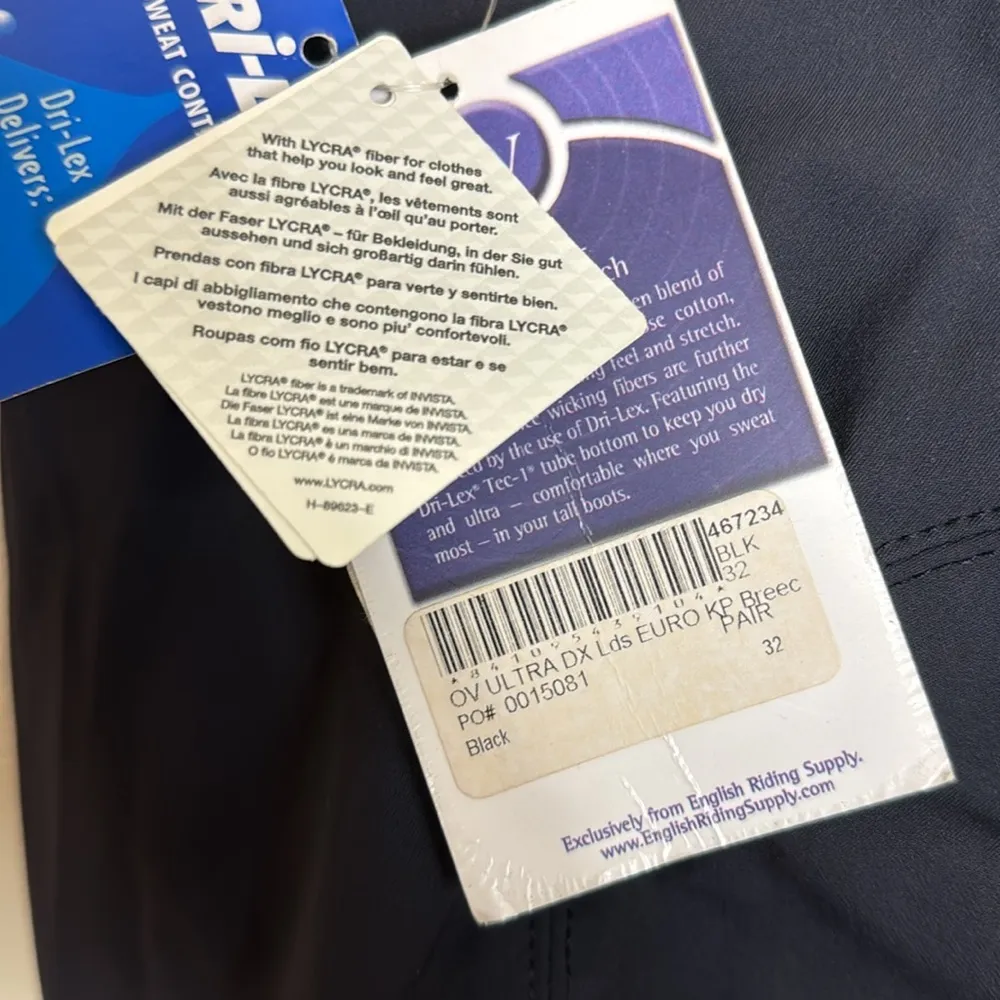 Dri-Lex
Delivers:
WEAT CONT
With LYCRA® fiber for clothes
that help you look and feel great.
Avec la fibre LYCRA®, les vêtements sont
aussi agréables à l'œil qu'au porter.
Mit der Faser LYCRA® – für Bekleidung, in der Sie gut
aussehen und sich großartig darin fühlen.
Prendas con fibra LYCRA® para verte y sentirte bien.
I capi di abbigliamento che contengono la fibra LYCRA®
vestono meglio e sono piu' confortevoli.
Roupas com fio LYCRA® para estar e se
sentir bem.
LYCRA® fiber is a trademark of INVISTA.
La fibre LYCRA® est une marque de INVISTA.
Die Faser LYCRA® ist eine Marke von INVISTA.
La fibra LYCRA® es una marca de INVISTA.
La fibra LYCRA® è un marchio di INVISTA.
O fio LYCRA® é marca da INVISTA.
www.LYCRA.com
H-89623-E
ch
en blend of
se cotton,
feel and stretch.
wicking fibers are further
by the use of Dri-Lex. Featuring the
Dri-Lex® Tec-1® tube bottom to keep you dry
and ultra – comfortable where you sweat
most – in your tall boots.
467234
BLK
32
*84109543910 4*
OV ULTRA DX Lds EURO KP Breec
PAIR
PO# 0015081
32
Black
Exclusively from English Riding Supply.
www.EnglishRidingSupply.com